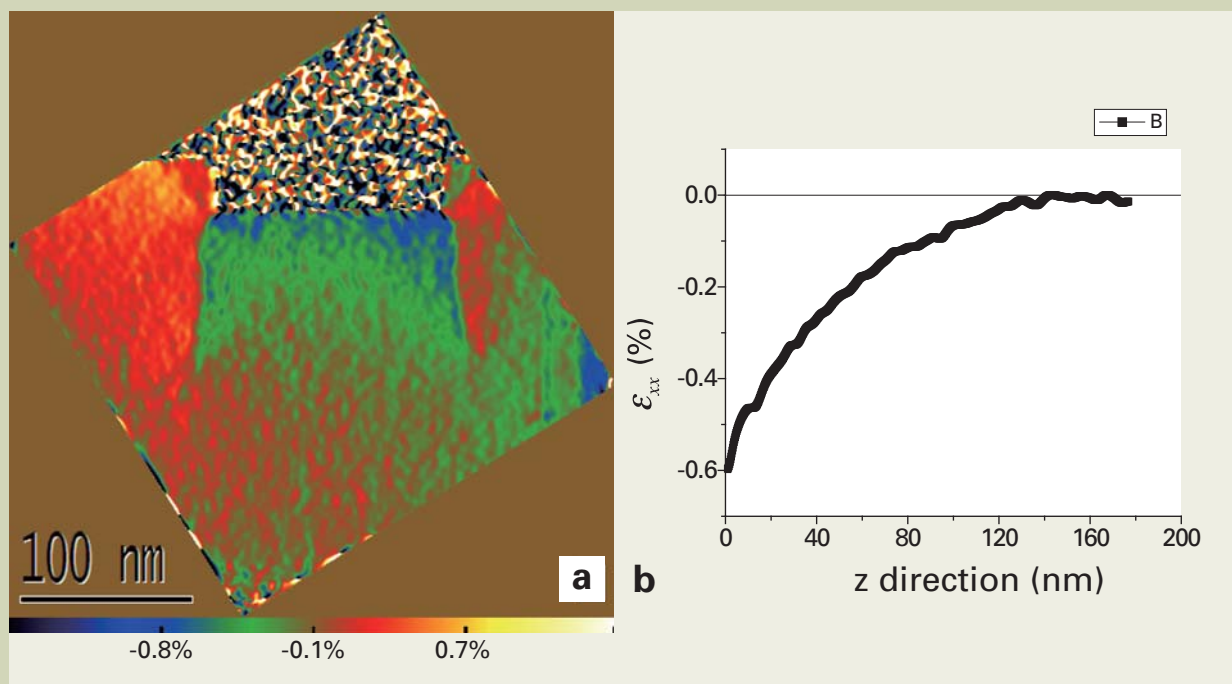 100 nm
a
-0.8% -0.1% 0.7%
B
0.0
-0.2
-0.4
-0.6
εxx (%)
0 40 80 120 160 200
b z direction (nm)